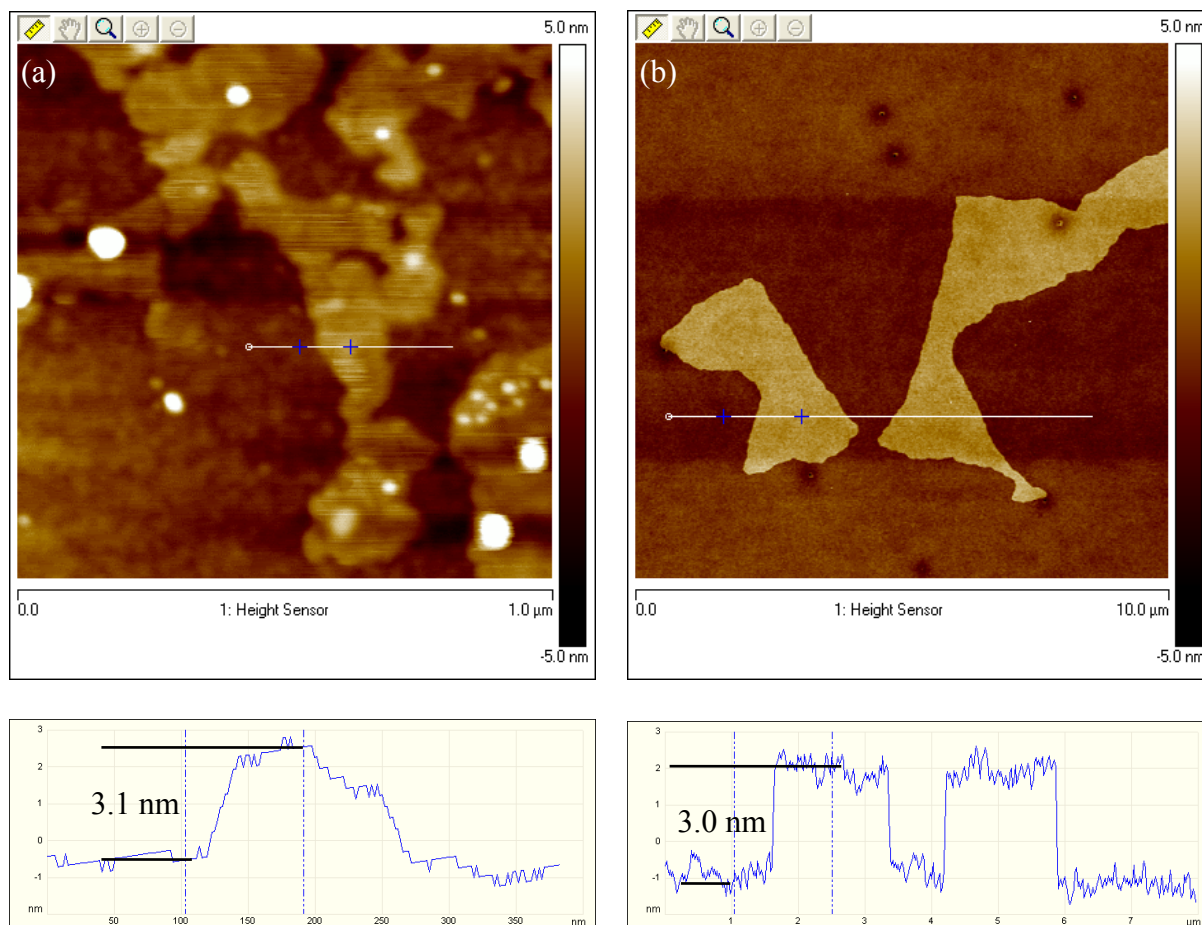 5.0 nm
(a)
-5.0 nm
0.0 1: Height Sensor 1.0 µm
5.0 nm
(b)
-5.0 nm
0.0 1: Height Sensor 10.0 µm
3
2
3.1 nm
0
-1
nm 50 100 150 200 250 300 350 nm
3
2
1
3.0 nm
0
-1
nm 1 2 3 4 5 6 7 µm